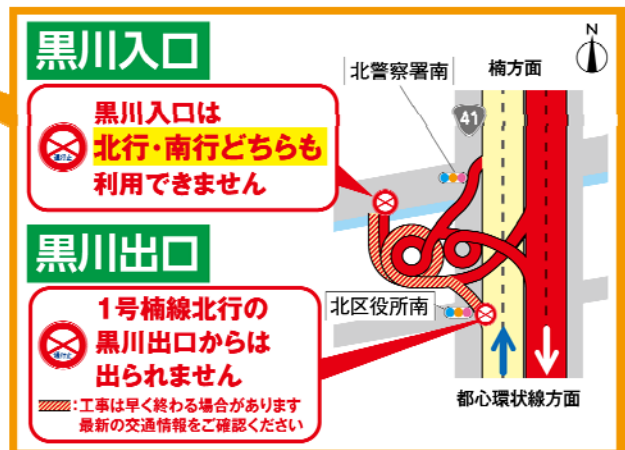 黒川入口
黒川入口は
北行・南行どちらも
利用できません
黒川出口
1号楠線北行の
黒川出口からは
出られません
:工事は早く終わる場合があります
最新の交通情報をご確認ください
N
北警察署南
楠方面
41
北区役所南
都心環状線方面